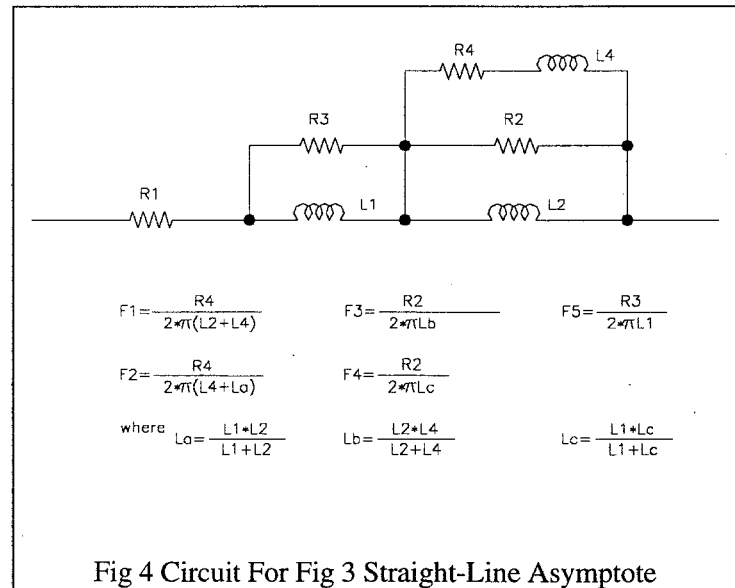 R4 L4
R3 R2
R1 L1 L2
F1=R4/2*π(L2+L4) F3=R2/2*πLb F5=R3/2*πL1
F2=R4/2*π(L4+La) F4=R2/2*πLc
where La=L1*L2/L1+L2 Lb=L2*L4/L2+L4 Lc=L1*Lc/L1+Lc
Fig 4 Circuit For Fig 3 Straight-Line Asymptote